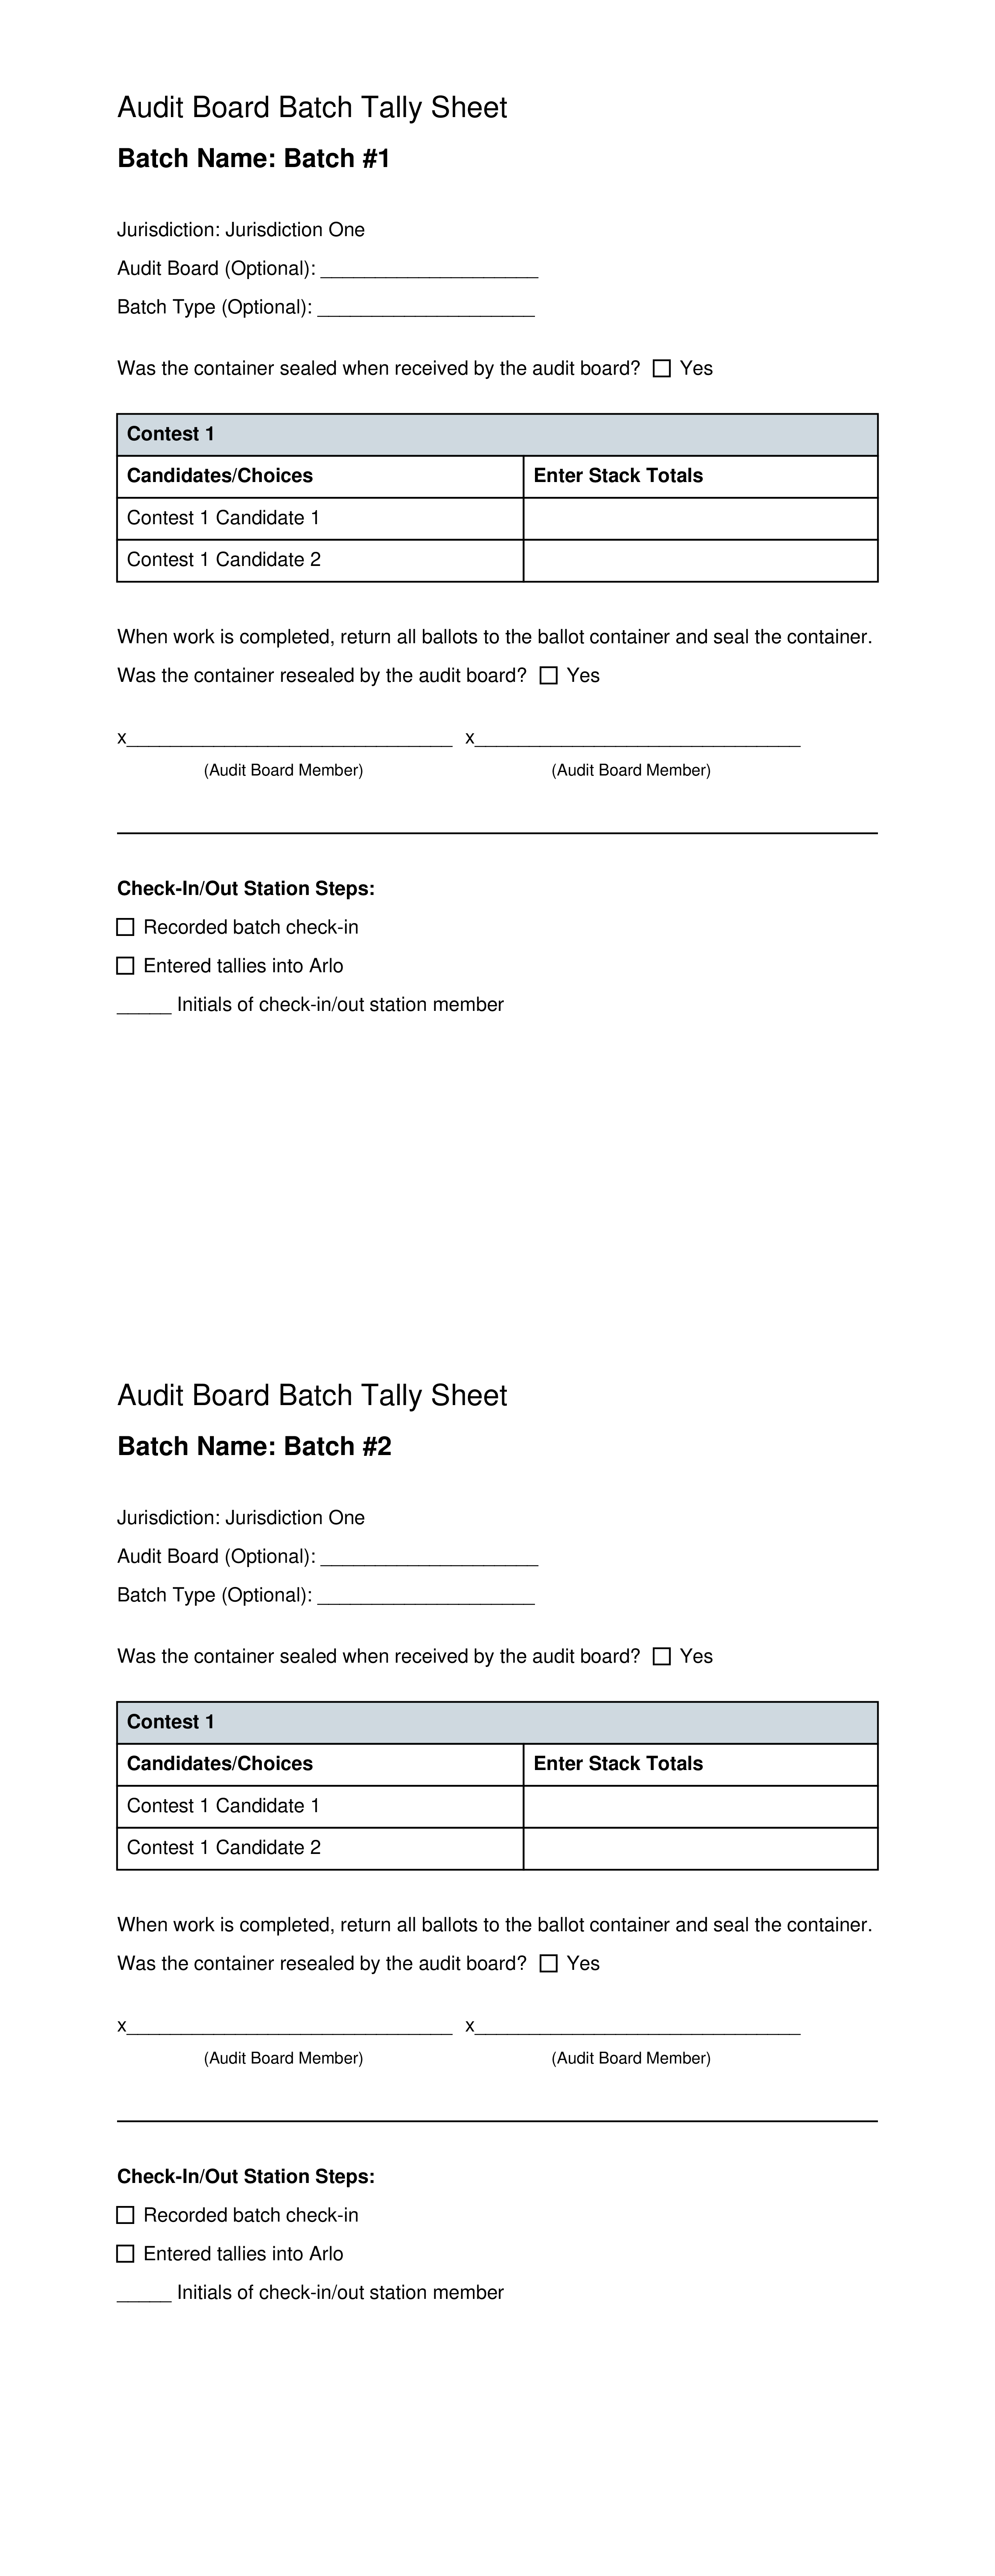 Audit Board Batch Tally Sheet
Batch Name: Batch #1
Jurisdiction: Jurisdiction One
Audit Board (Optional): ____________________
Batch Type (Optional): ____________________
Was the container sealed when received by the audit board? ☐ Yes
Contest 1
Candidates/Choices Enter Stack Totals
Contest 1 Candidate 1
Contest 1 Candidate 2
When work is completed, return all ballots to the ballot container and seal the container.
Was the container resealed by the audit board? ☐ Yes
x______________________________ x______________________________
(Audit Board Member) (Audit Board Member)
Check-In/Out Station Steps:
☐ Recorded batch check-in
☐ Entered tallies into Arlo
_____ Initials of check-in/out station member
Audit Board Batch Tally Sheet
Batch Name: Batch #2
Jurisdiction: Jurisdiction One
Audit Board (Optional): ____________________
Batch Type (Optional): ____________________
Was the container sealed when received by the audit board? ☐ Yes
Contest 1
Candidates/Choices Enter Stack Totals
Contest 1 Candidate 1
Contest 1 Candidate 2
When work is completed, return all ballots to the ballot container and seal the container.
Was the container resealed by the audit board? ☐ Yes
x______________________________ x______________________________
(Audit Board Member) (Audit Board Member)
Check-In/Out Station Steps:
☐ Recorded batch check-in
☐ Entered tallies into Arlo
_____ Initials of check-in/out station member